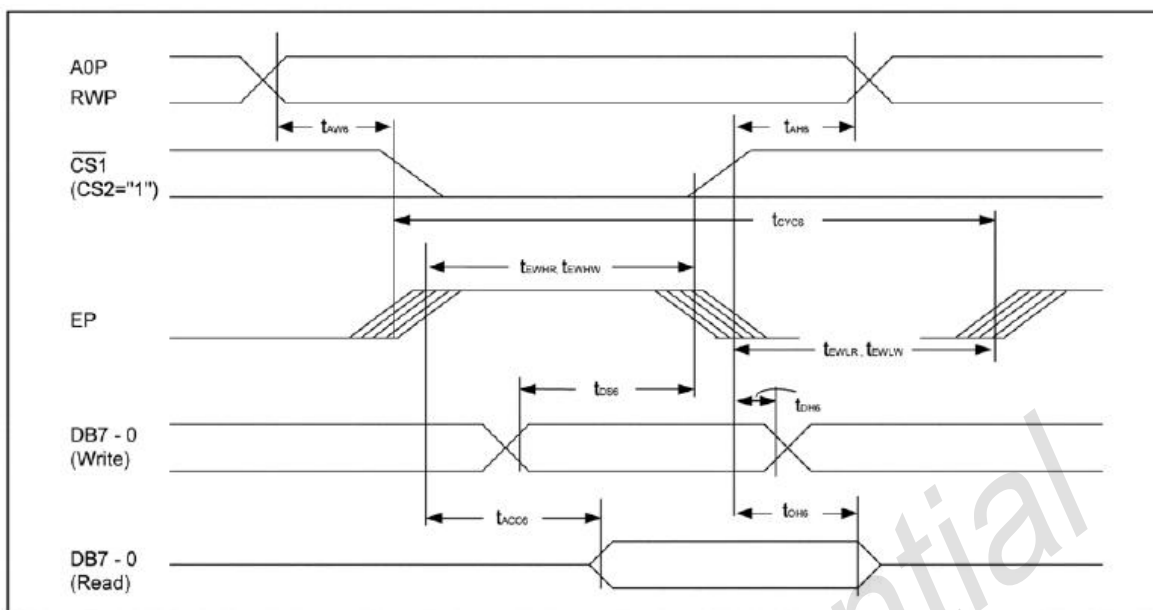 A0P
RWP
tAW6
tAH6
CS1
(CS2="1")
tCYC6
tEWHR, tEWHW
EP
tEWLR, tEWLW
tDS6
tDH6
DB7 - 0
(Write)
tACC6
tOH6
DB7 - 0
(Read)